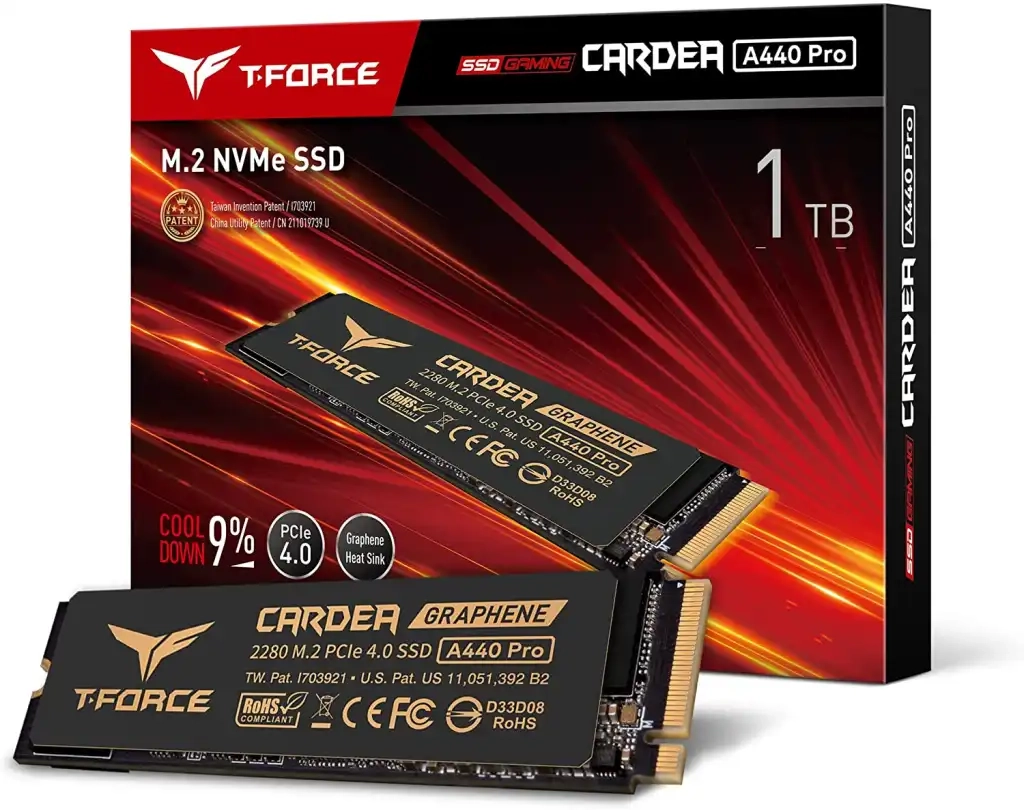 T-FORCE
SSD GAMING CARDEA A440 Pro
M.2 NVMe SSD
PATENT
Taiwan Invention Patent / I703921
China Utility Patent / CN 211019739 U
1 TB
T-FORCE
CARDEA GRAPHENE
2280 M.2 PCIe 4.0 SSD A440 Pro
TW. Pat. I703921 • U.S. Pat. US 11,051,392 B2
RoHS COMPLIANT CE FC D33D08
RoHS
COOL
DOWN 9%
PCIe
4.0
Graphene
Heat Sink
SSD GAMING CARDEA A440 Pro
T-FORCE
CARDEA GRAPHENE
2280 M.2 PCIe 4.0 SSD A440 Pro
TW. Pat. I703921 • U.S. Pat. US 11,051,392 B2
RoHS
COMPLIANT
CE FC
D33D08
RoHS
M